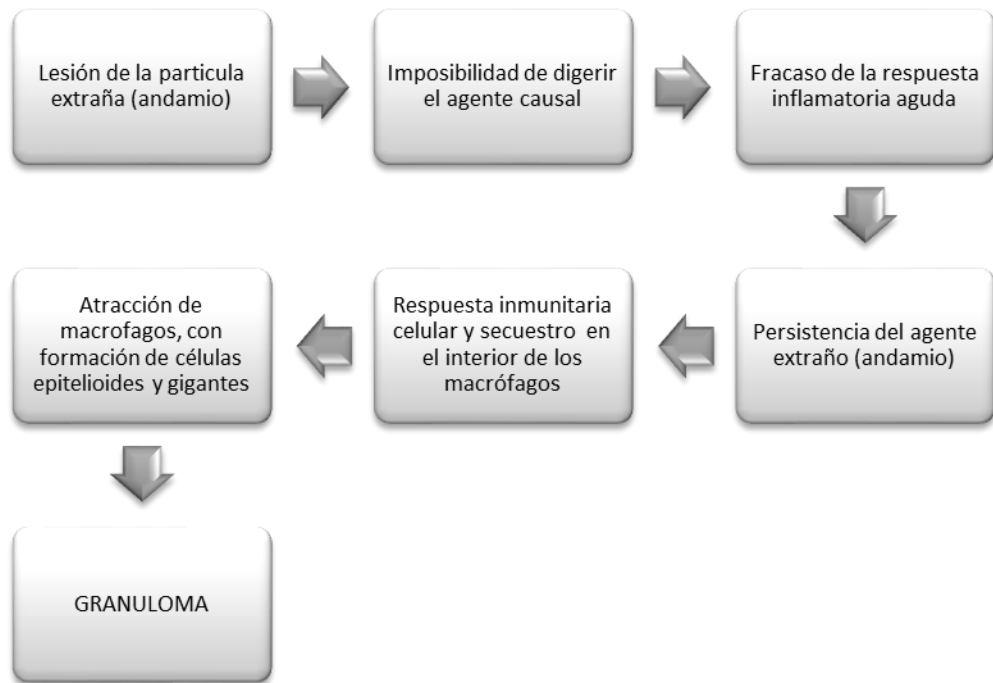 Lesión de la particula
extraña (andamio)
Imposibilidad de digerir
el agente causal
Fracaso de la respuesta
inflamatoria aguda
Persistencia del agente
extraño (andamio)
Respuesta inmunitaria
celular y secuestro en
el interior de los
macrófagos
Atracción de
macrofagos, con
formación de células
epitelioides y gigantes
GRANULOMA